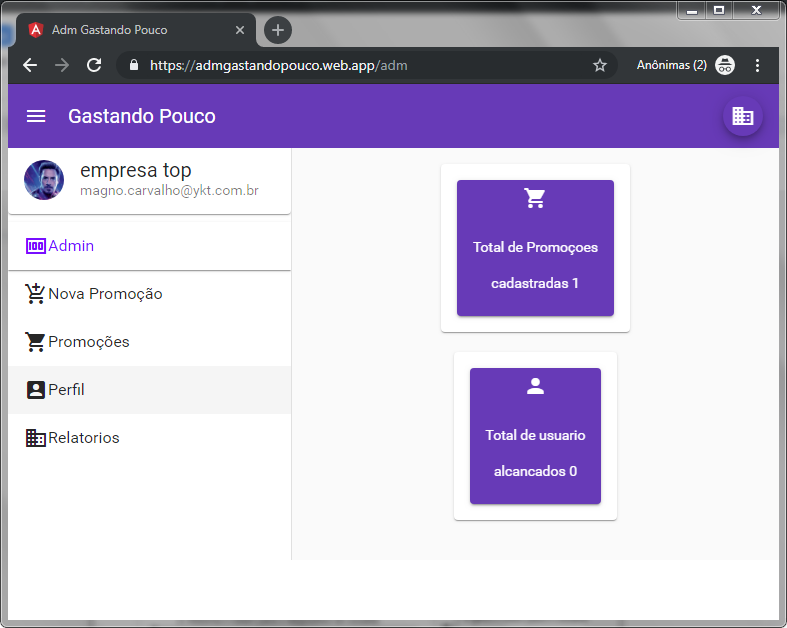 Adm Gastando Pouco
https://admgastandopouco.web.app/adm
Anônimas (2)
Gastando Pouco
empresa top
magno.carvalho@ykt.com.br
100 Admin
Nova Promoção
Promoções
Perfil
Relatorios
Total de Promoçoes
cadastradas 1
Total de usuario
alcancados 0